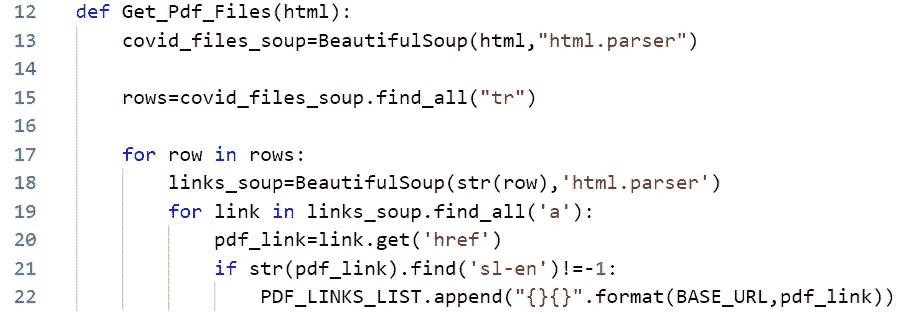 12 def Get_Pdf_Files(html):
13     covid_files_soup=BeautifulSoup(html,"html.parser")
14
15     rows=covid_files_soup.find_all("tr")
16
17     for row in rows:
18         links_soup=BeautifulSoup(str(row),'html.parser')
19         for link in links_soup.find_all('a'):
20             pdf_link=link.get('href')
21             if str(pdf_link).find('sl-en')!=-1:
22                 PDF_LINKS_LIST.append("{}{}".format(BASE_URL,pdf_link))